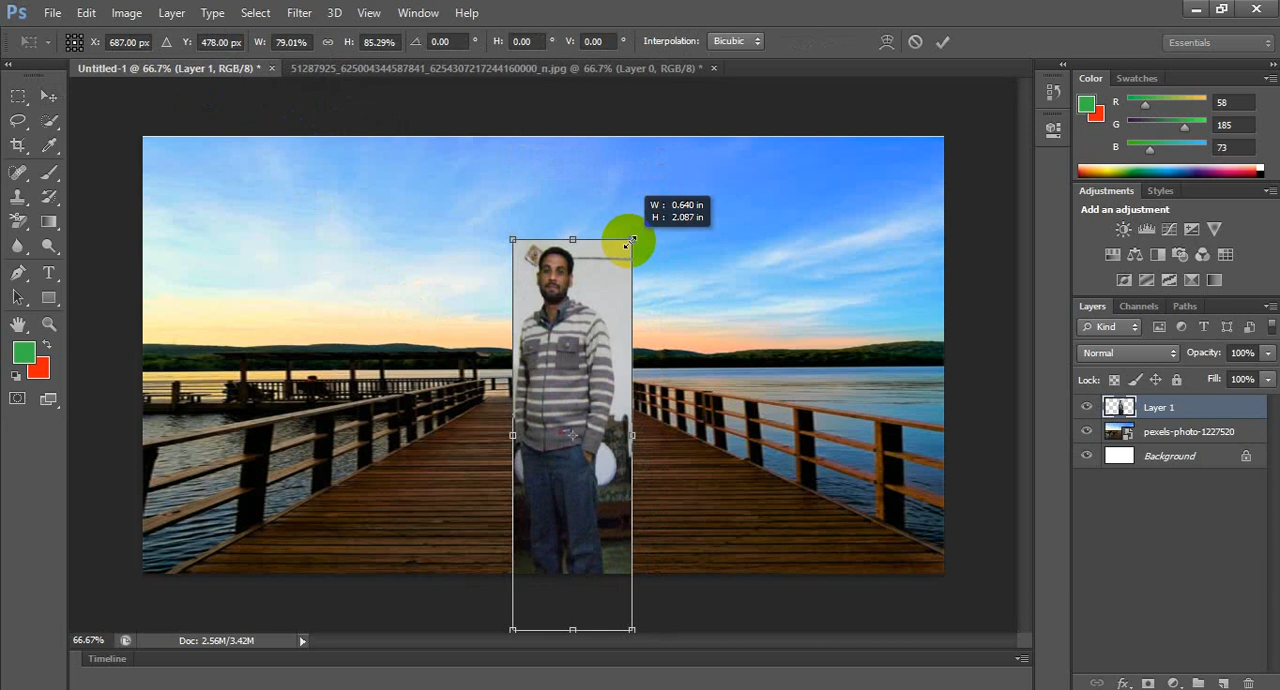 Ps File Edit Image Layer Type Select Filter 3D View Window Help
X: 687.00 px Y: 478.00 px W: 79.01% H: 85.29% 0.00 ° H: 0.00 ° V: 0.00 ° Interpolation: Bicubic Essentials
Untitled-1 @ 66.7% (Layer 1, RGB/8) * × 51287925_625004344587841_6254307217244160000_n.jpg @ 66.7% (Layer 0, RGB/8) * ×
Color Swatches
R 58
G 185
B 73
Adjustments Styles
Add an adjustment
W : 0.640 in
H : 2.087 in
Layers Channels Paths
Kind
Normal Opacity: 100%
Lock: Fill: 100%
Layer 1
pexels-photo-1227520
Background
66.67% Doc: 2.56M/3.42M
Timeline
fx